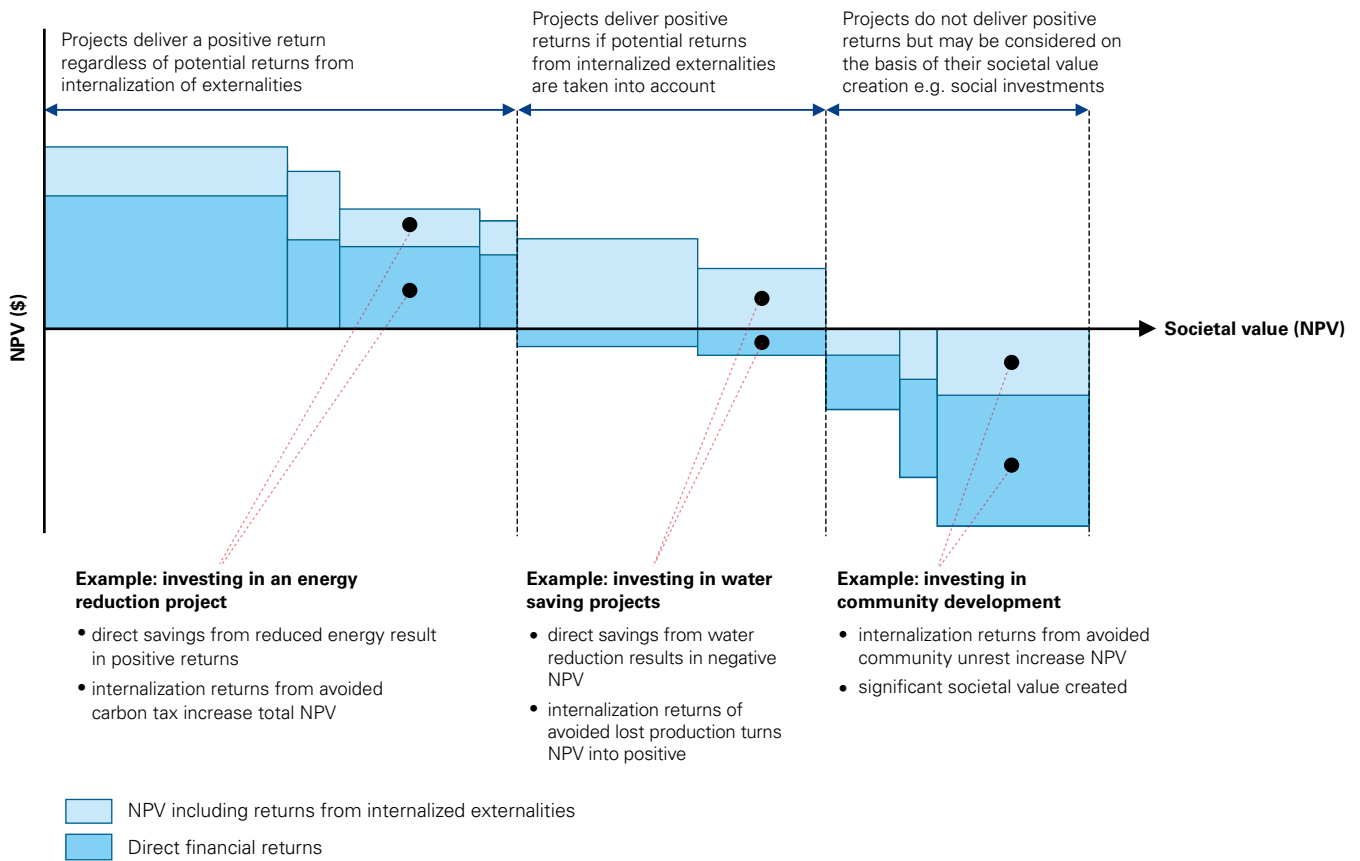 Projects deliver a positive return
regardless of potential returns from
internalization of externalities
Projects deliver positive
returns if potential returns
from internalized externalities
are taken into account
Projects do not deliver positive
returns but may be considered on
the basis of their societal value
creation e.g. social investments
NPV ($)
Societal value (NPV)
Example: investing in an energy
reduction project
• direct savings from reduced energy result
in positive returns
• internalization returns from avoided
carbon tax increase total NPV
Example: investing in water
saving projects
• direct savings from water
reduction results in negative
NPV
• internalization returns of
avoided lost production turns
NPV into positive
Example: investing in
community development
• internalization returns from avoided
community unrest increase NPV
• significant societal value created
NPV including returns from internalized externalities
Direct financial returns